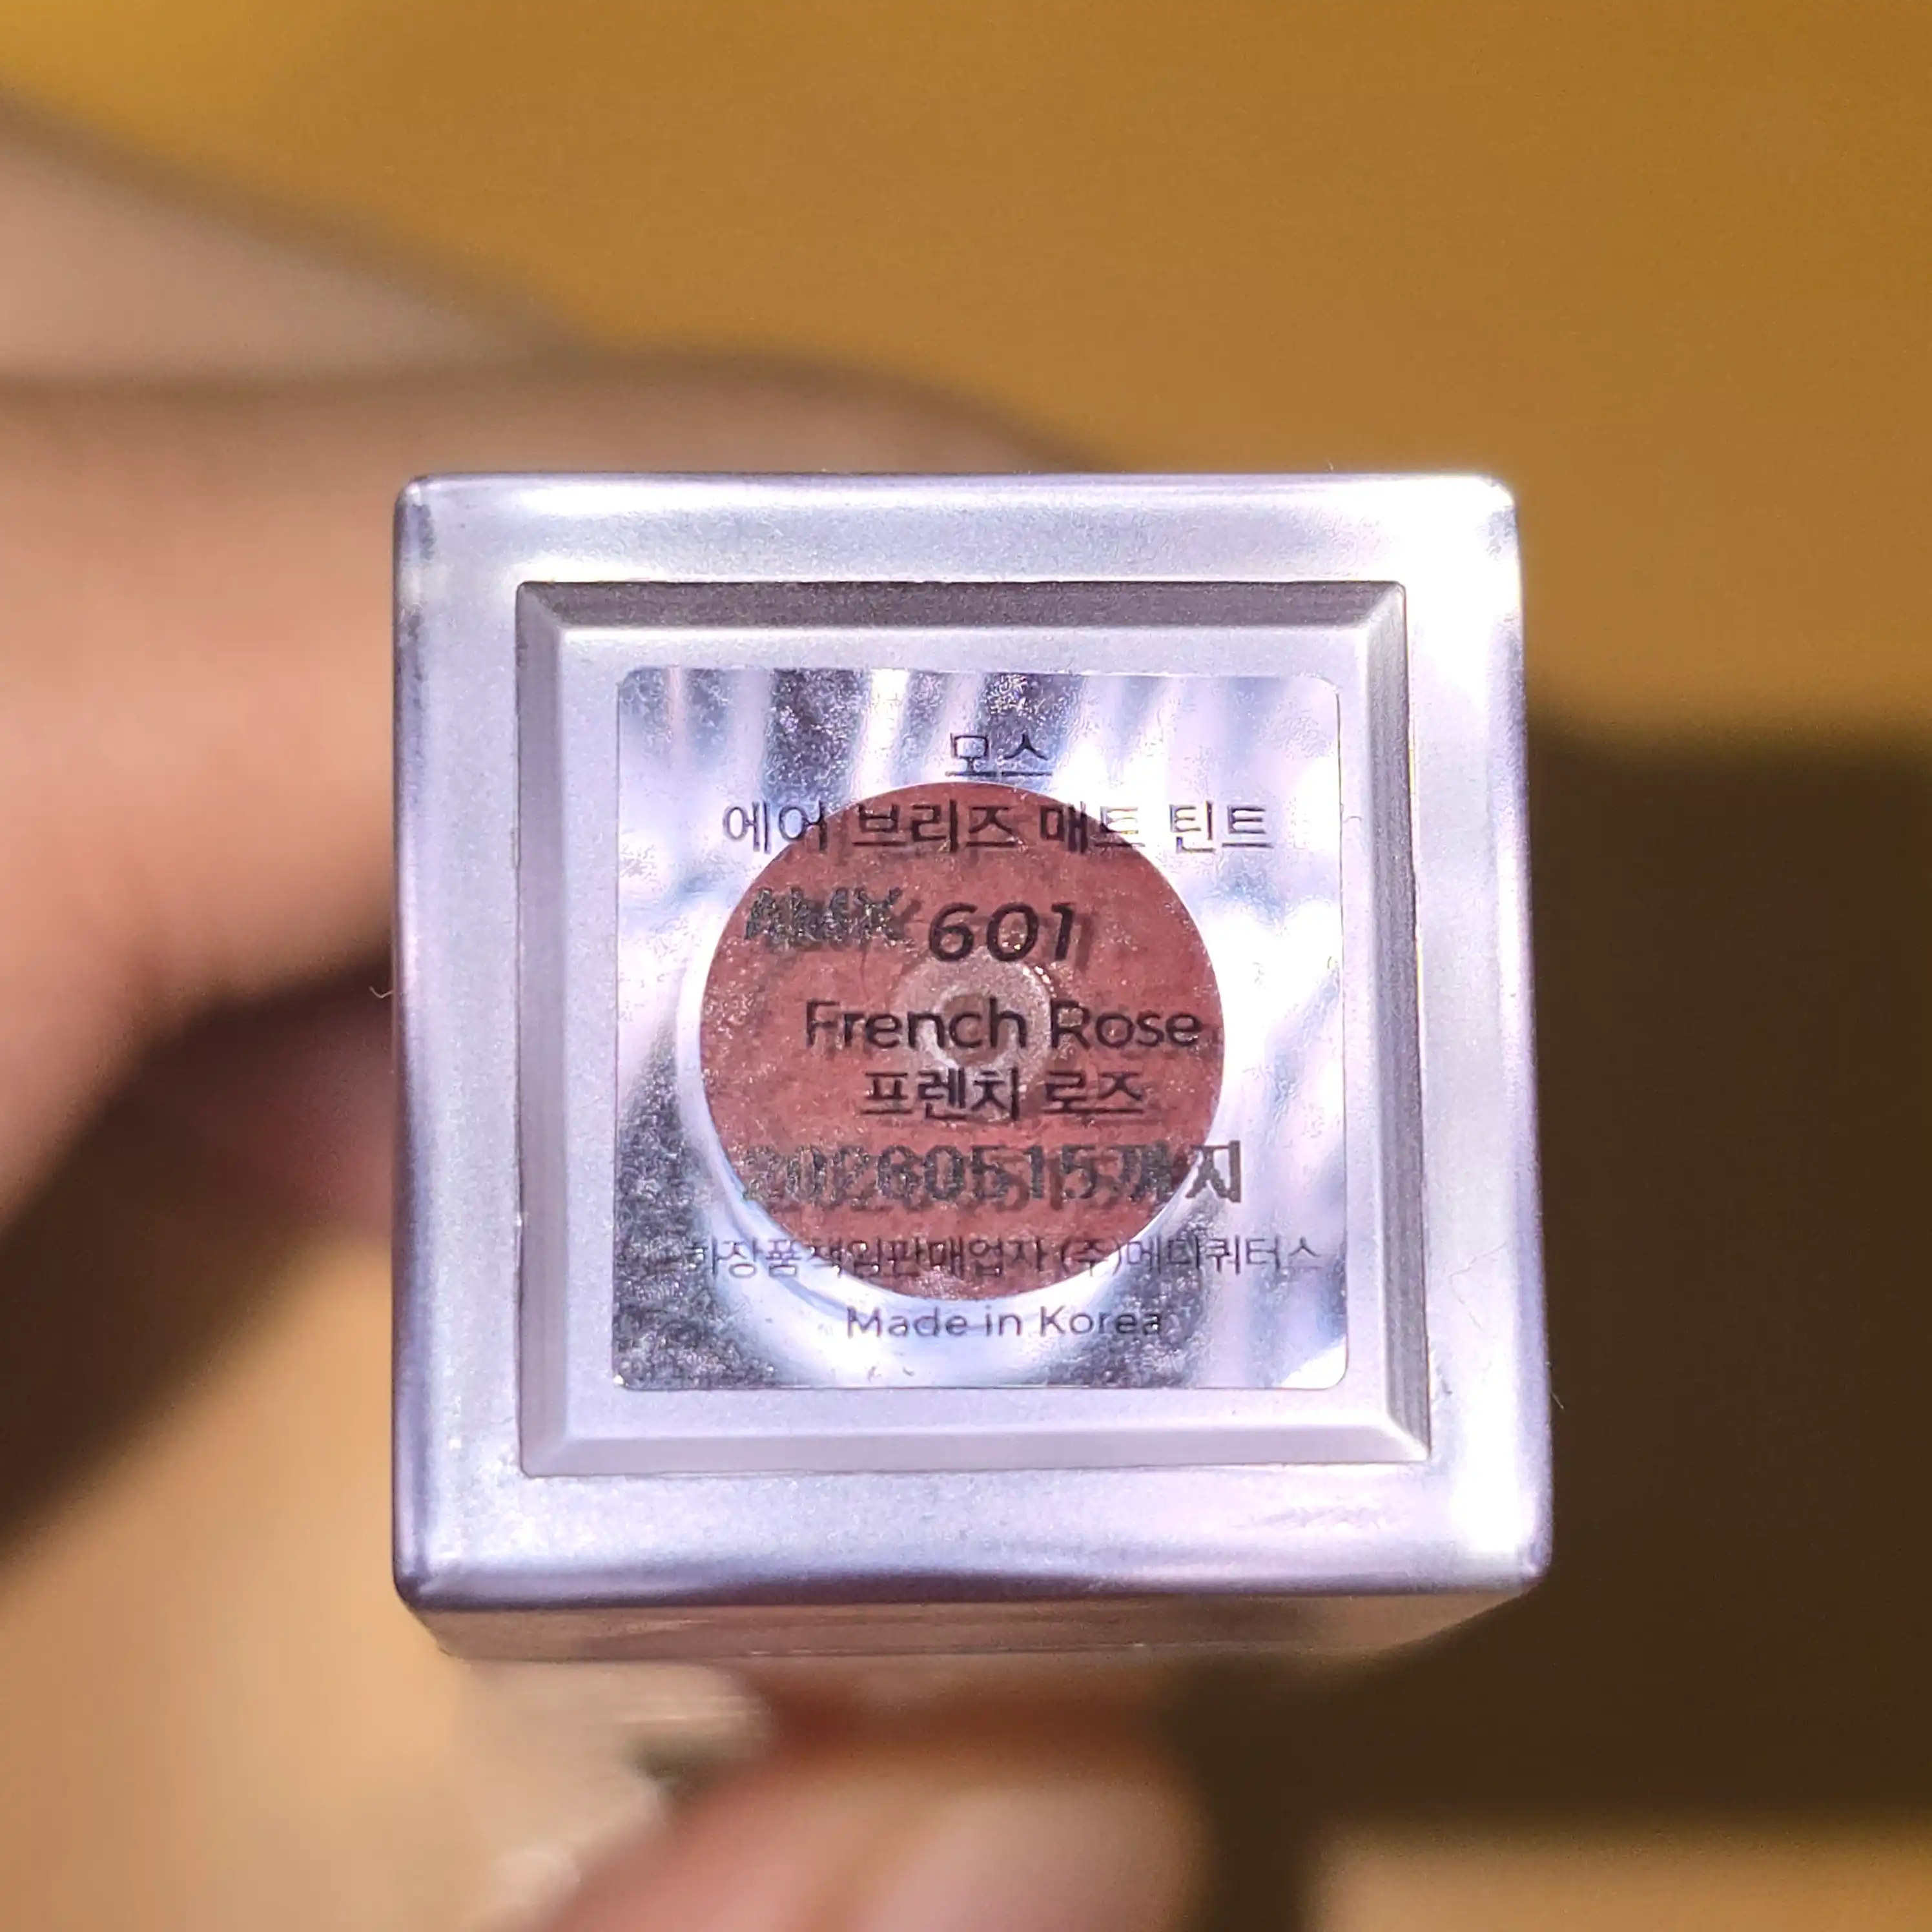 모스
에어 브리즈 매트 틴트
601
French Rose
프렌치 로즈
20260515까지
화장품책임판매업자 (주)메디쿼터스
Made in Korea